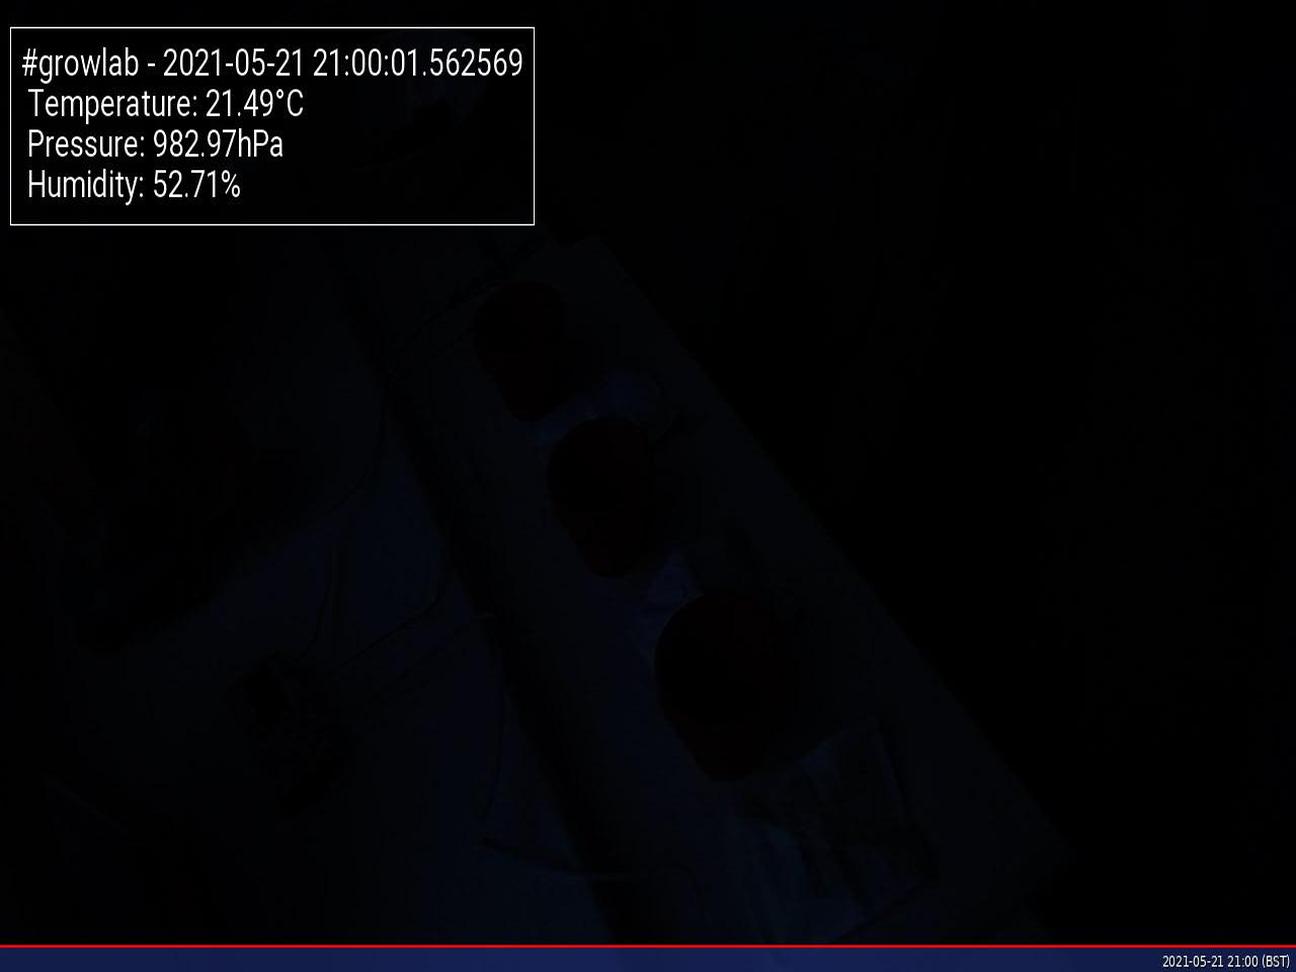 #growlab - 2021-05-21 21:00:01.562569
Temperature: 21.49°C
Pressure: 982.97hPa
Humidity: 52.71%
2021-05-21 21:00 (BST)